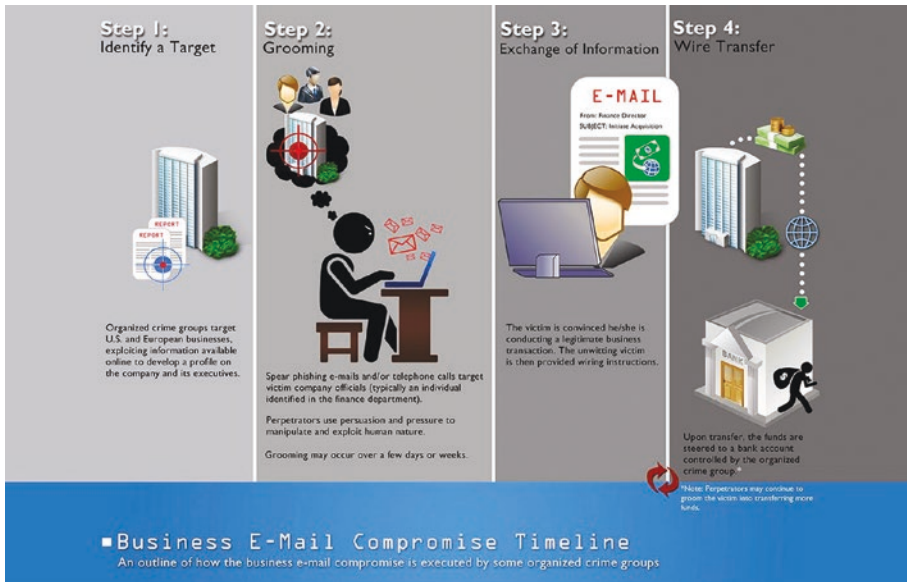 Step 1:
Identify a Target
REPORT
REPORT
Organized crime groups target
U.S. and European businesses,
exploiting information available
online to develop a profile on
the company and its executives.
Step 2:
Grooming
Spear phishing e-mails and/or telephone calls target
victim company officials (typically an individual
identified in the finance department).
Perpetrators use persuasion and pressure to
manipulate and exploit human nature.
Grooming may occur over a few days or weeks.
Step 3:
Exchange of Information
E-MAIL
From: Finance Director
SUBJECT: Initiate Acquisition
The victim is convinced he/she is
conducting a legitimate business
transaction. The unwitting victim
is then provided wiring instructions.
Step 4:
Wire Transfer
BANK
Upon transfer, the funds are
steered to a bank account
controlled by the organized
crime group.*
*Note: Perpetrators may continue to
groom the victim into transferring more
funds.
Business E-Mail Compromise Timeline
An outline of how the business e-mail compromise is executed by some organized crime groups